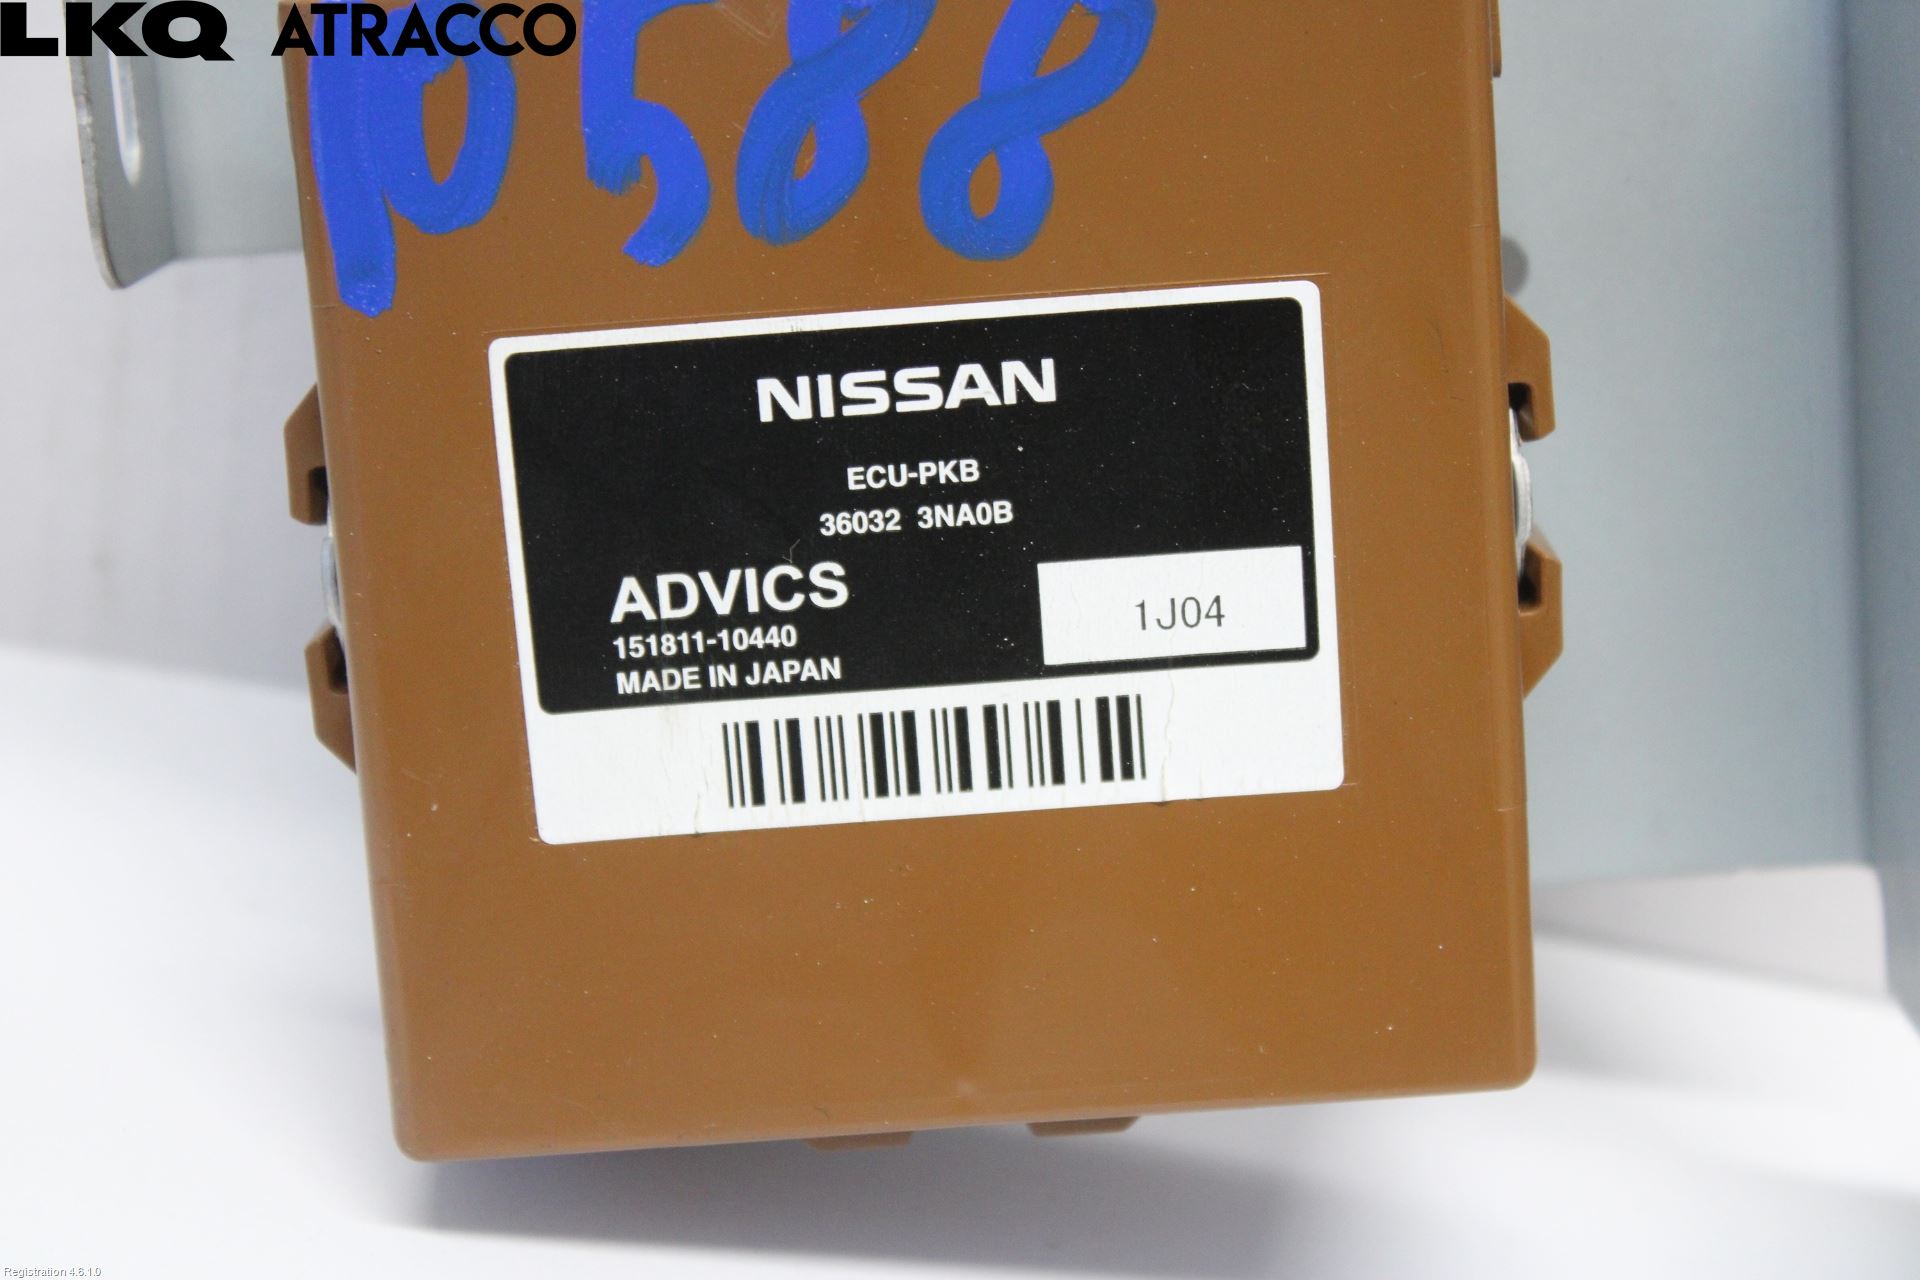 LKQ ATRACCO
p588
NISSAN
ECU-PKB
36032 3NA0B
ADVICS
151811-10440
1J04
MADE IN JAPAN
Registration 4.6.1.0